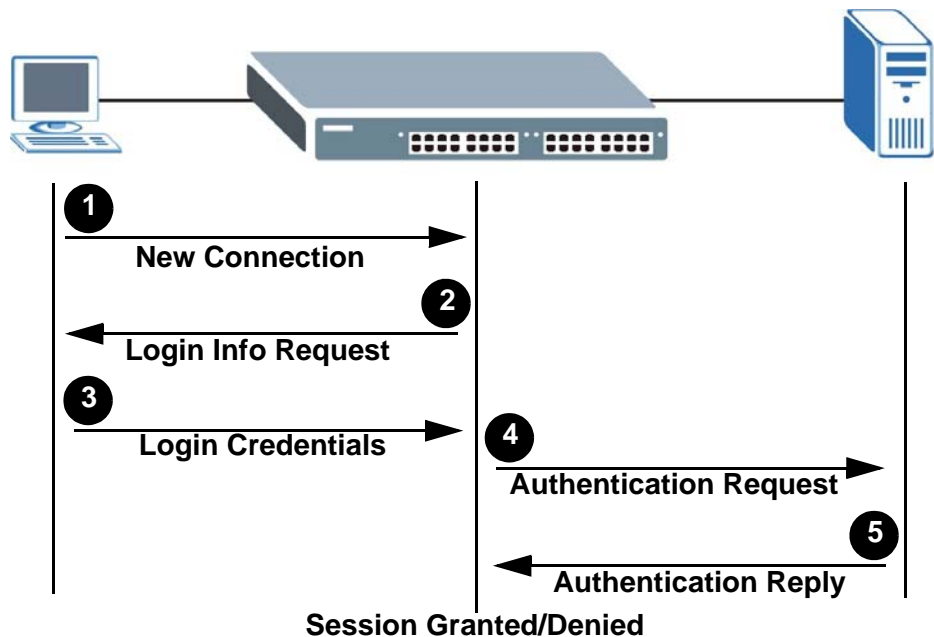 1
New Connection
2
Login Info Request
3
Login Credentials
4
Authentication Request
5
Authentication Reply
Session Granted/Denied